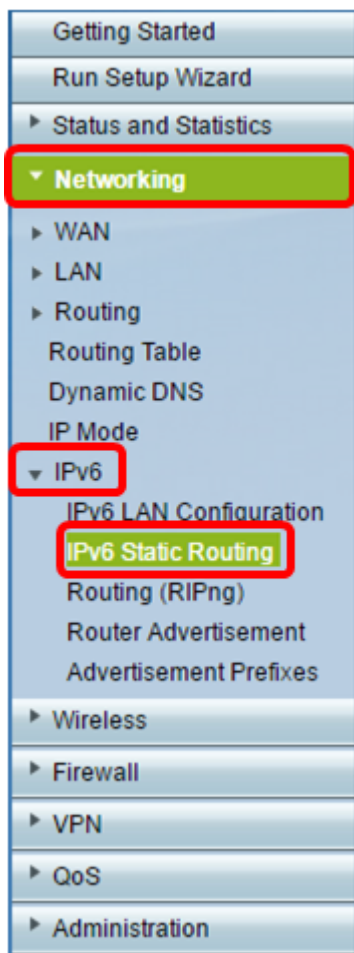 Getting Started
Run Setup Wizard
Status and Statistics
Networking
WAN
LAN
Routing
Routing Table
Dynamic DNS
IP Mode
IPv6
IPv6 LAN Configuration
IPv6 Static Routing
Routing (RIPng)
Router Advertisement
Advertisement Prefixes
Wireless
Firewall
VPN
QoS
Administration